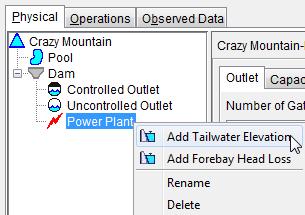 Physical Operations Observed Data
Crazy Mountain
Pool
Dam
Controlled Outlet
Uncontrolled Outlet
Power Plant
Crazy Mountain-
Outlet Capac
Number of Gat
Add Tailwater Elevation
Add Forebay Head Loss
Rename
Delete